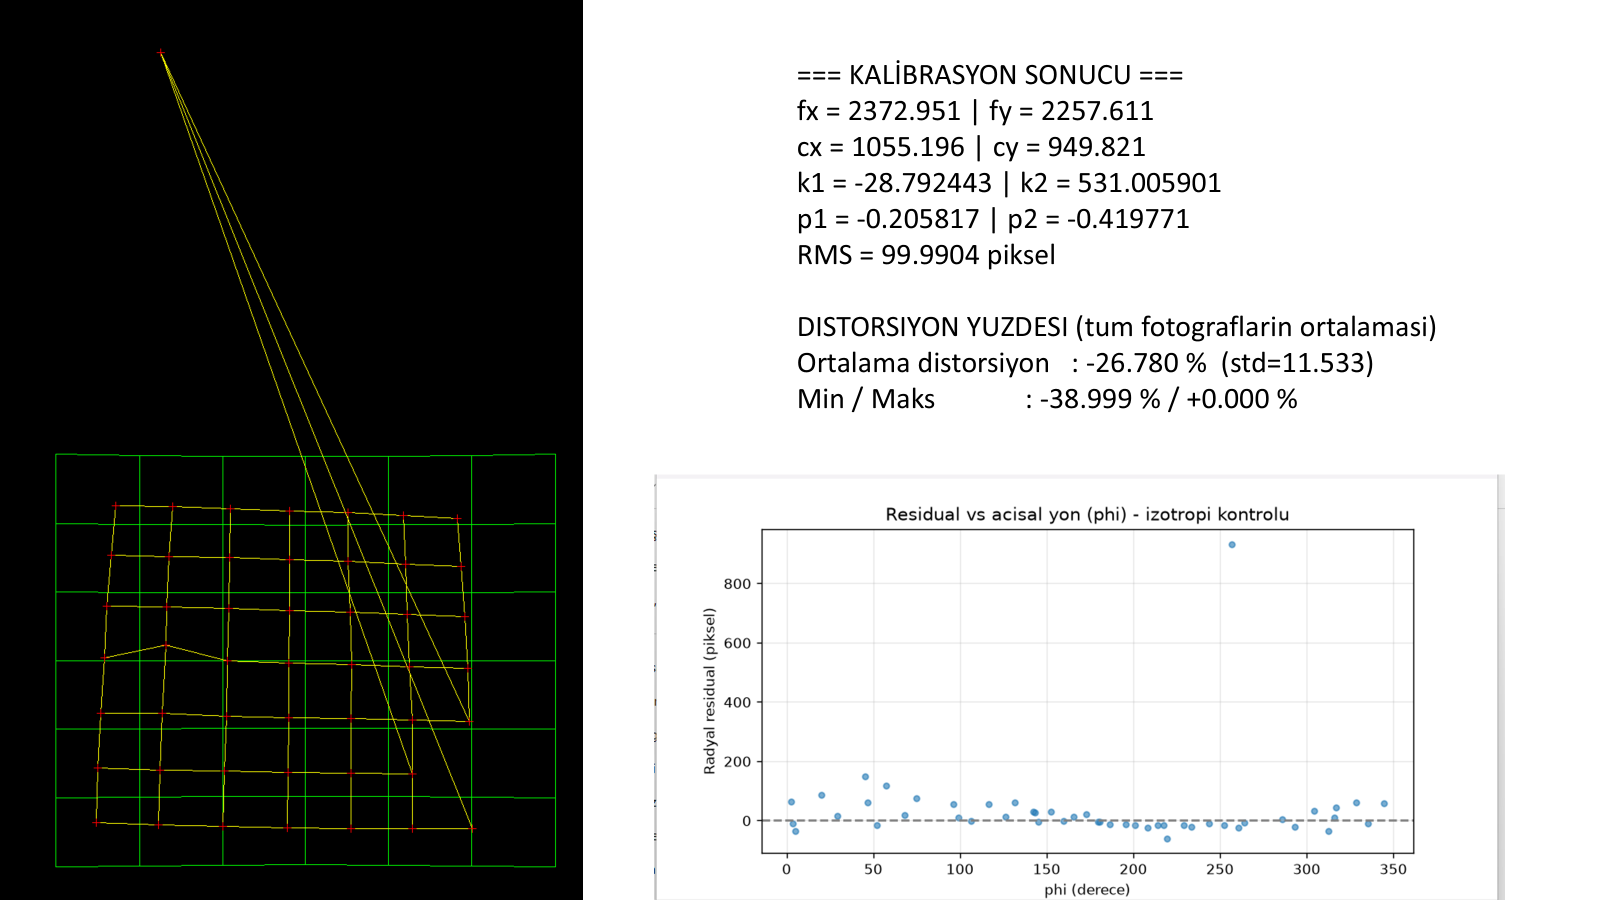 === KALİBRASYON SONUCU ===
fx = 2372.951 | fy = 2257.611
cx = 1055.196 | cy = 949.821
k1 = -28.792443 | k2 = 531.005901
p1 = -0.205817 | p2 = -0.419771
RMS = 99.9904 piksel
DISTORSIYON YUZDESI (tum fotograflarin ortalamasi)
Ortalama distorsiyon : -26.780 % (std=11.533)
Min / Maks : -38.999 % / +0.000 %
Residual vs acisal yon (phi) - izotropi kontrolu
Radyal residual (piksel)
800
600
400
200
0
0 50 100 150 200 250 300 350
phi (derece)